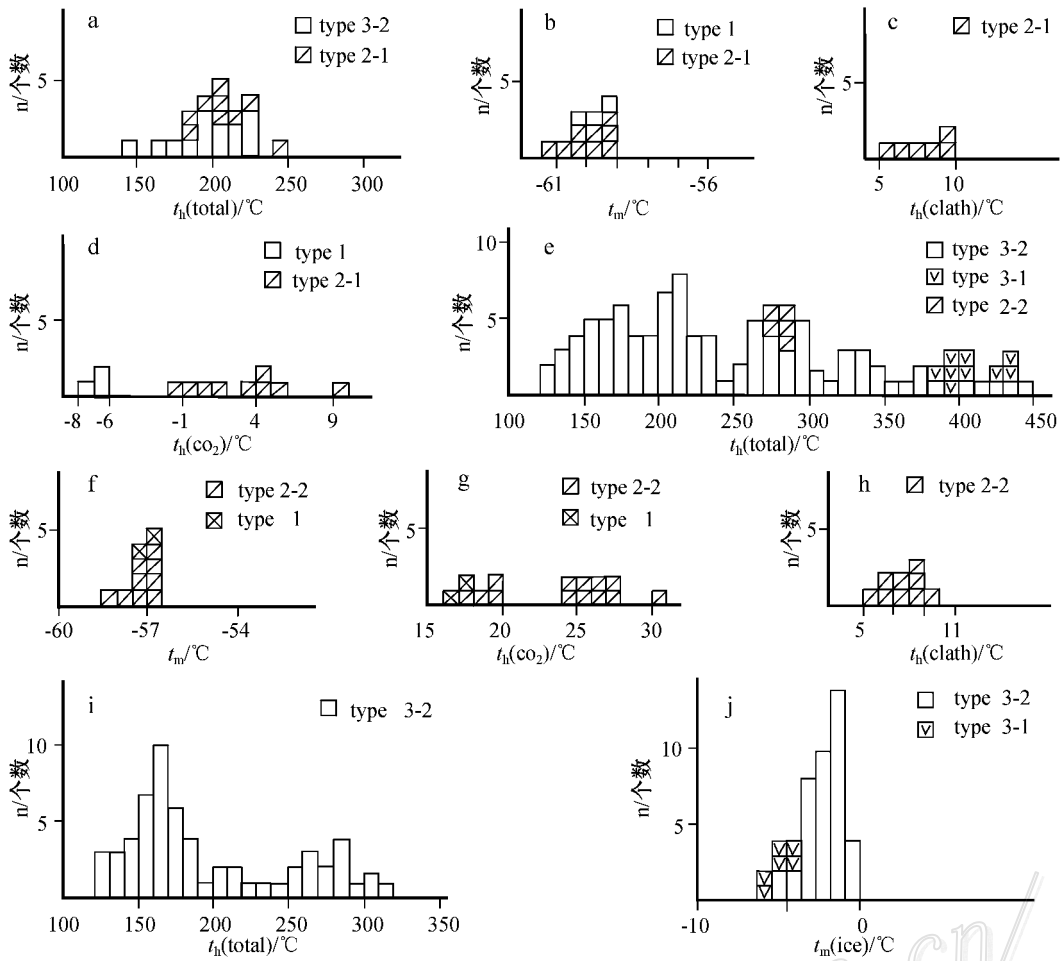 a
type 3-2
type 2-1
n/个数
5
100 150 200 250 300
t_h(total)/℃
b
type 1
type 2-1
n/个数
5
-61 -56
t_m/℃
c
type 2-1
n/个数
5
5 10
t_h(clath)/℃
d
type 1
type 2-1
n/个数
5
-8 -6 -1 4 9
t_h(co₂)/℃
e
type 3-2
type 3-1
type 2-2
n/个数
10
5
100 150 200 250 300 350 400 450
t_h(total)/℃
f
type 2-2
type 1
n/个数
5
-60 -57 -54
t_m/℃
g
type 2-2
type 1
n/个数
5
15 20 25 30
t_h(co₂)/℃
h
type 2-2
n/个数
5
5 11
t_h(clath)/℃
i
type 3-2
n/个数
10
5
100 150 200 250 300 350
t_h(total)/℃
j
type 3-2
type 3-1
n/个数
10
5
-10 0
t_m(ice)/℃
.cn/